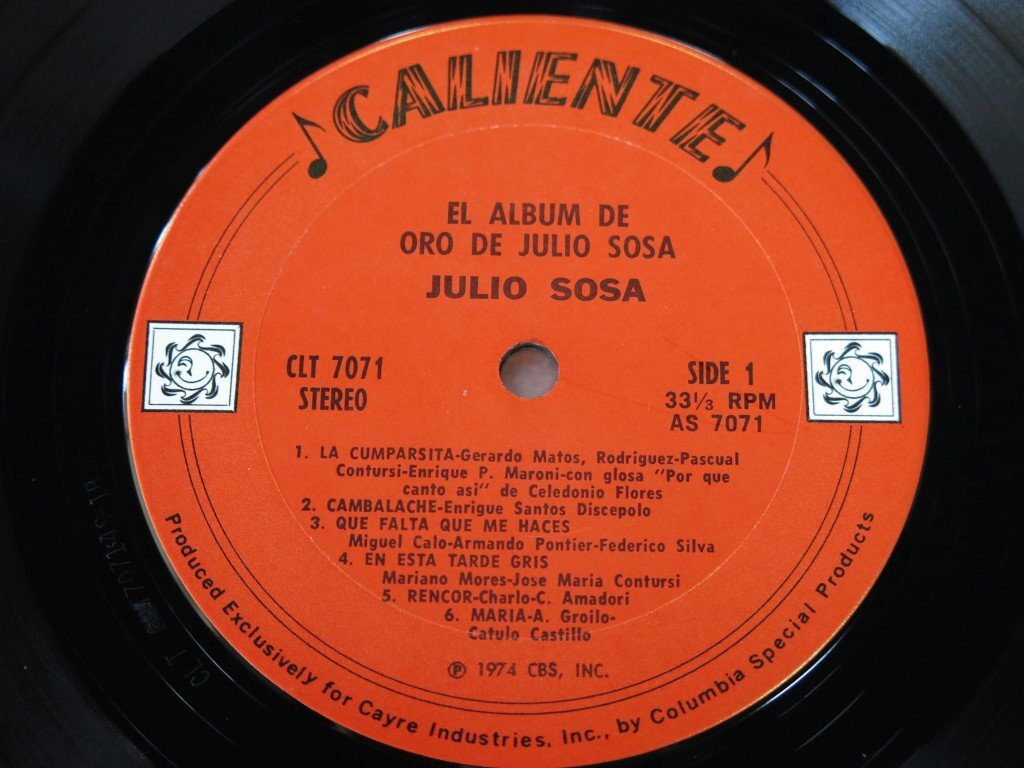 CALIENTE
EL ALBUM DE
ORO DE JULIO SOSA
JULIO SOSA
CLT 7071
STEREO
SIDE 1
33⅓ RPM
AS 7071
1. LA CUMPARSITA-Gerardo Matos, Rodriguez-Pascual
Contursi-Enrique P. Maroni-con glosa "Por que
canto asi" de Celedonio Flores
2. CAMBALACHE-Enrigue Santos Discepolo
3. QUE FALTA QUE ME HACES
Miguel Calo-Armando Pontier-Federico Silva
4. EN ESTA TARDE GRIS
Mariano Mores-Jose Maria Contursi
5. RENCOR-Charlo-C. Amadori
6. MARIA-A. Groilo-
Catulo Castillo
Ⓟ 1974 CBS, INC.
Produced Exclusively for Cayre Industries, Inc., by Columbia Special Products
CLT